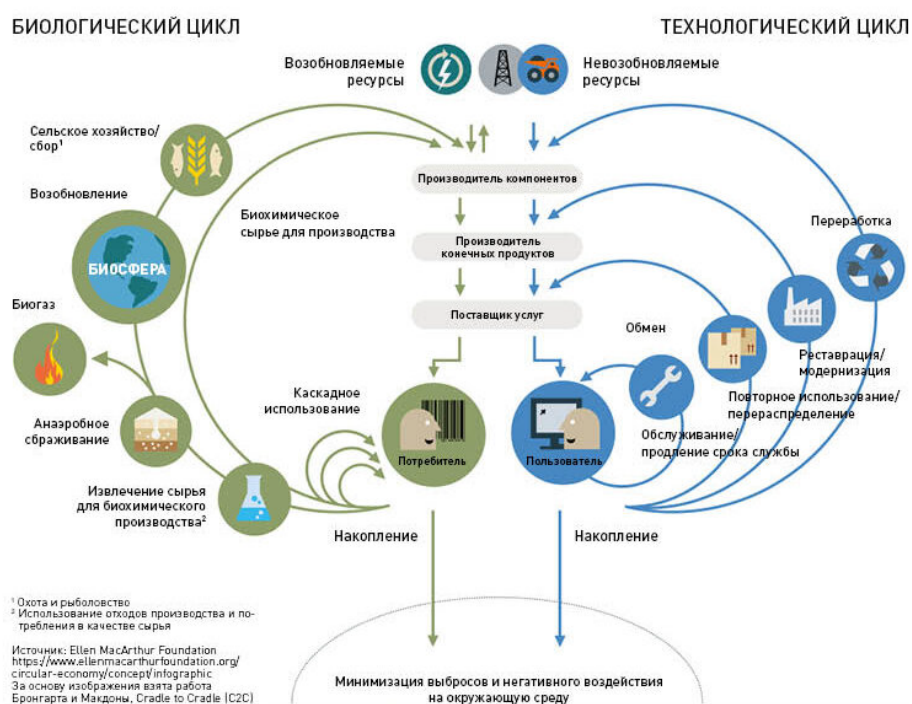 БИОЛОГИЧЕСКИЙ ЦИКЛ
ТЕХНОЛОГИЧЕСКИЙ ЦИКЛ
Возобновляемые
ресурсы
Невозобновляемые
ресурсы
Сельское хозяйство/
сбор¹
Возобновление
БИОСФЕРА
Биогаз
Анаэробное
сбраживание
Извлечение сырья
для биохимического
производства²
Биохимическое
сырье для производства
Каскадное
использование
Производитель компонентов
Производитель
конечных продуктов
Поставщик услуг
Потребитель
Пользователь
Переработка
Обмен
Реставрация/
модернизация
Повторное использование/
перераспределение
Обслуживание/
продление срока службы
Накопление
Накопление
Минимизация выбросов и негативного воздействия
на окружающую среду
¹ Охота и рыболовство
² Использование отходов производства и по-
требления в качестве сырья
Источник: Ellen MacArthur Foundation
https://www.ellenmacarthurfoundation.org/
circular-economy/concept/infographic
За основу изображения взята работа
Бронгарта и Макдоны, Cradle to Cradle (C2C)